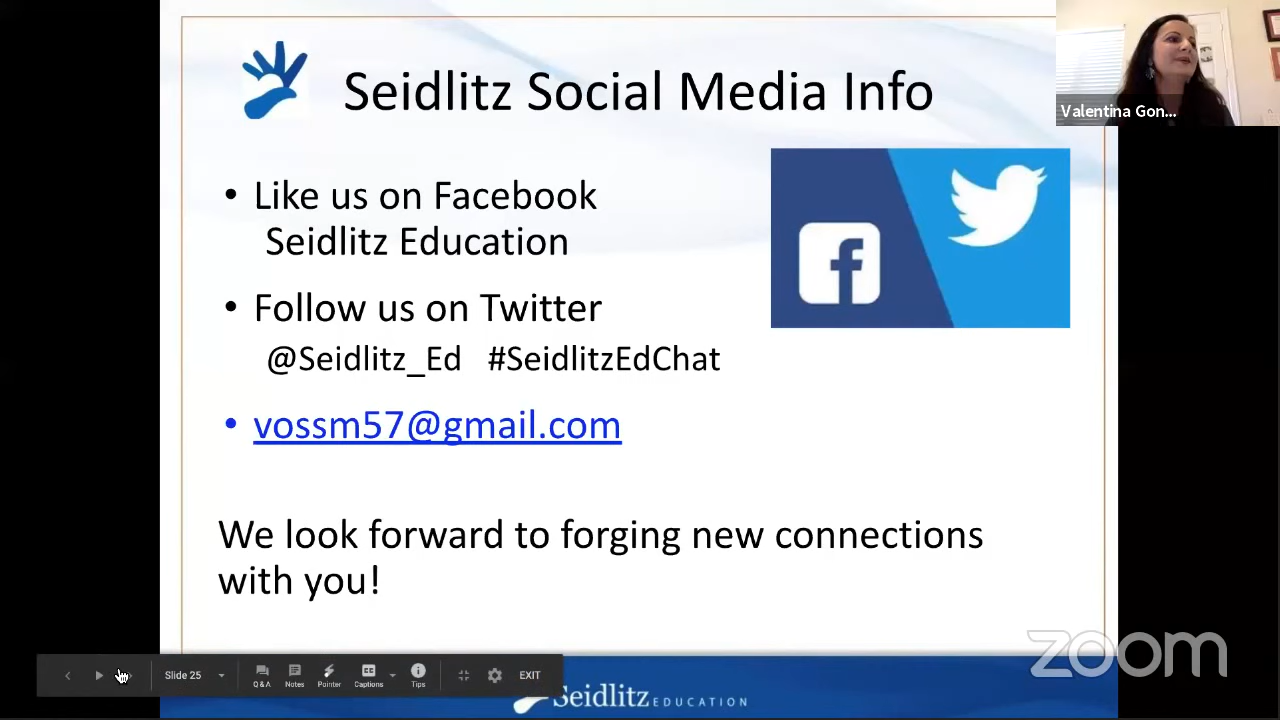 Seidlitz Social Media Info
Valentina Gon...
• Like us on Facebook
Seidlitz Education
• Follow us on Twitter
@Seidlitz_Ed #SeidlitzEdChat
• vossm57@gmail.com
We look forward to forging new connections
with you!
zoom
Slide 25
Q&A
Notes
Pointer
Captions
Tips
EXIT
Seidlitz EDUCATION